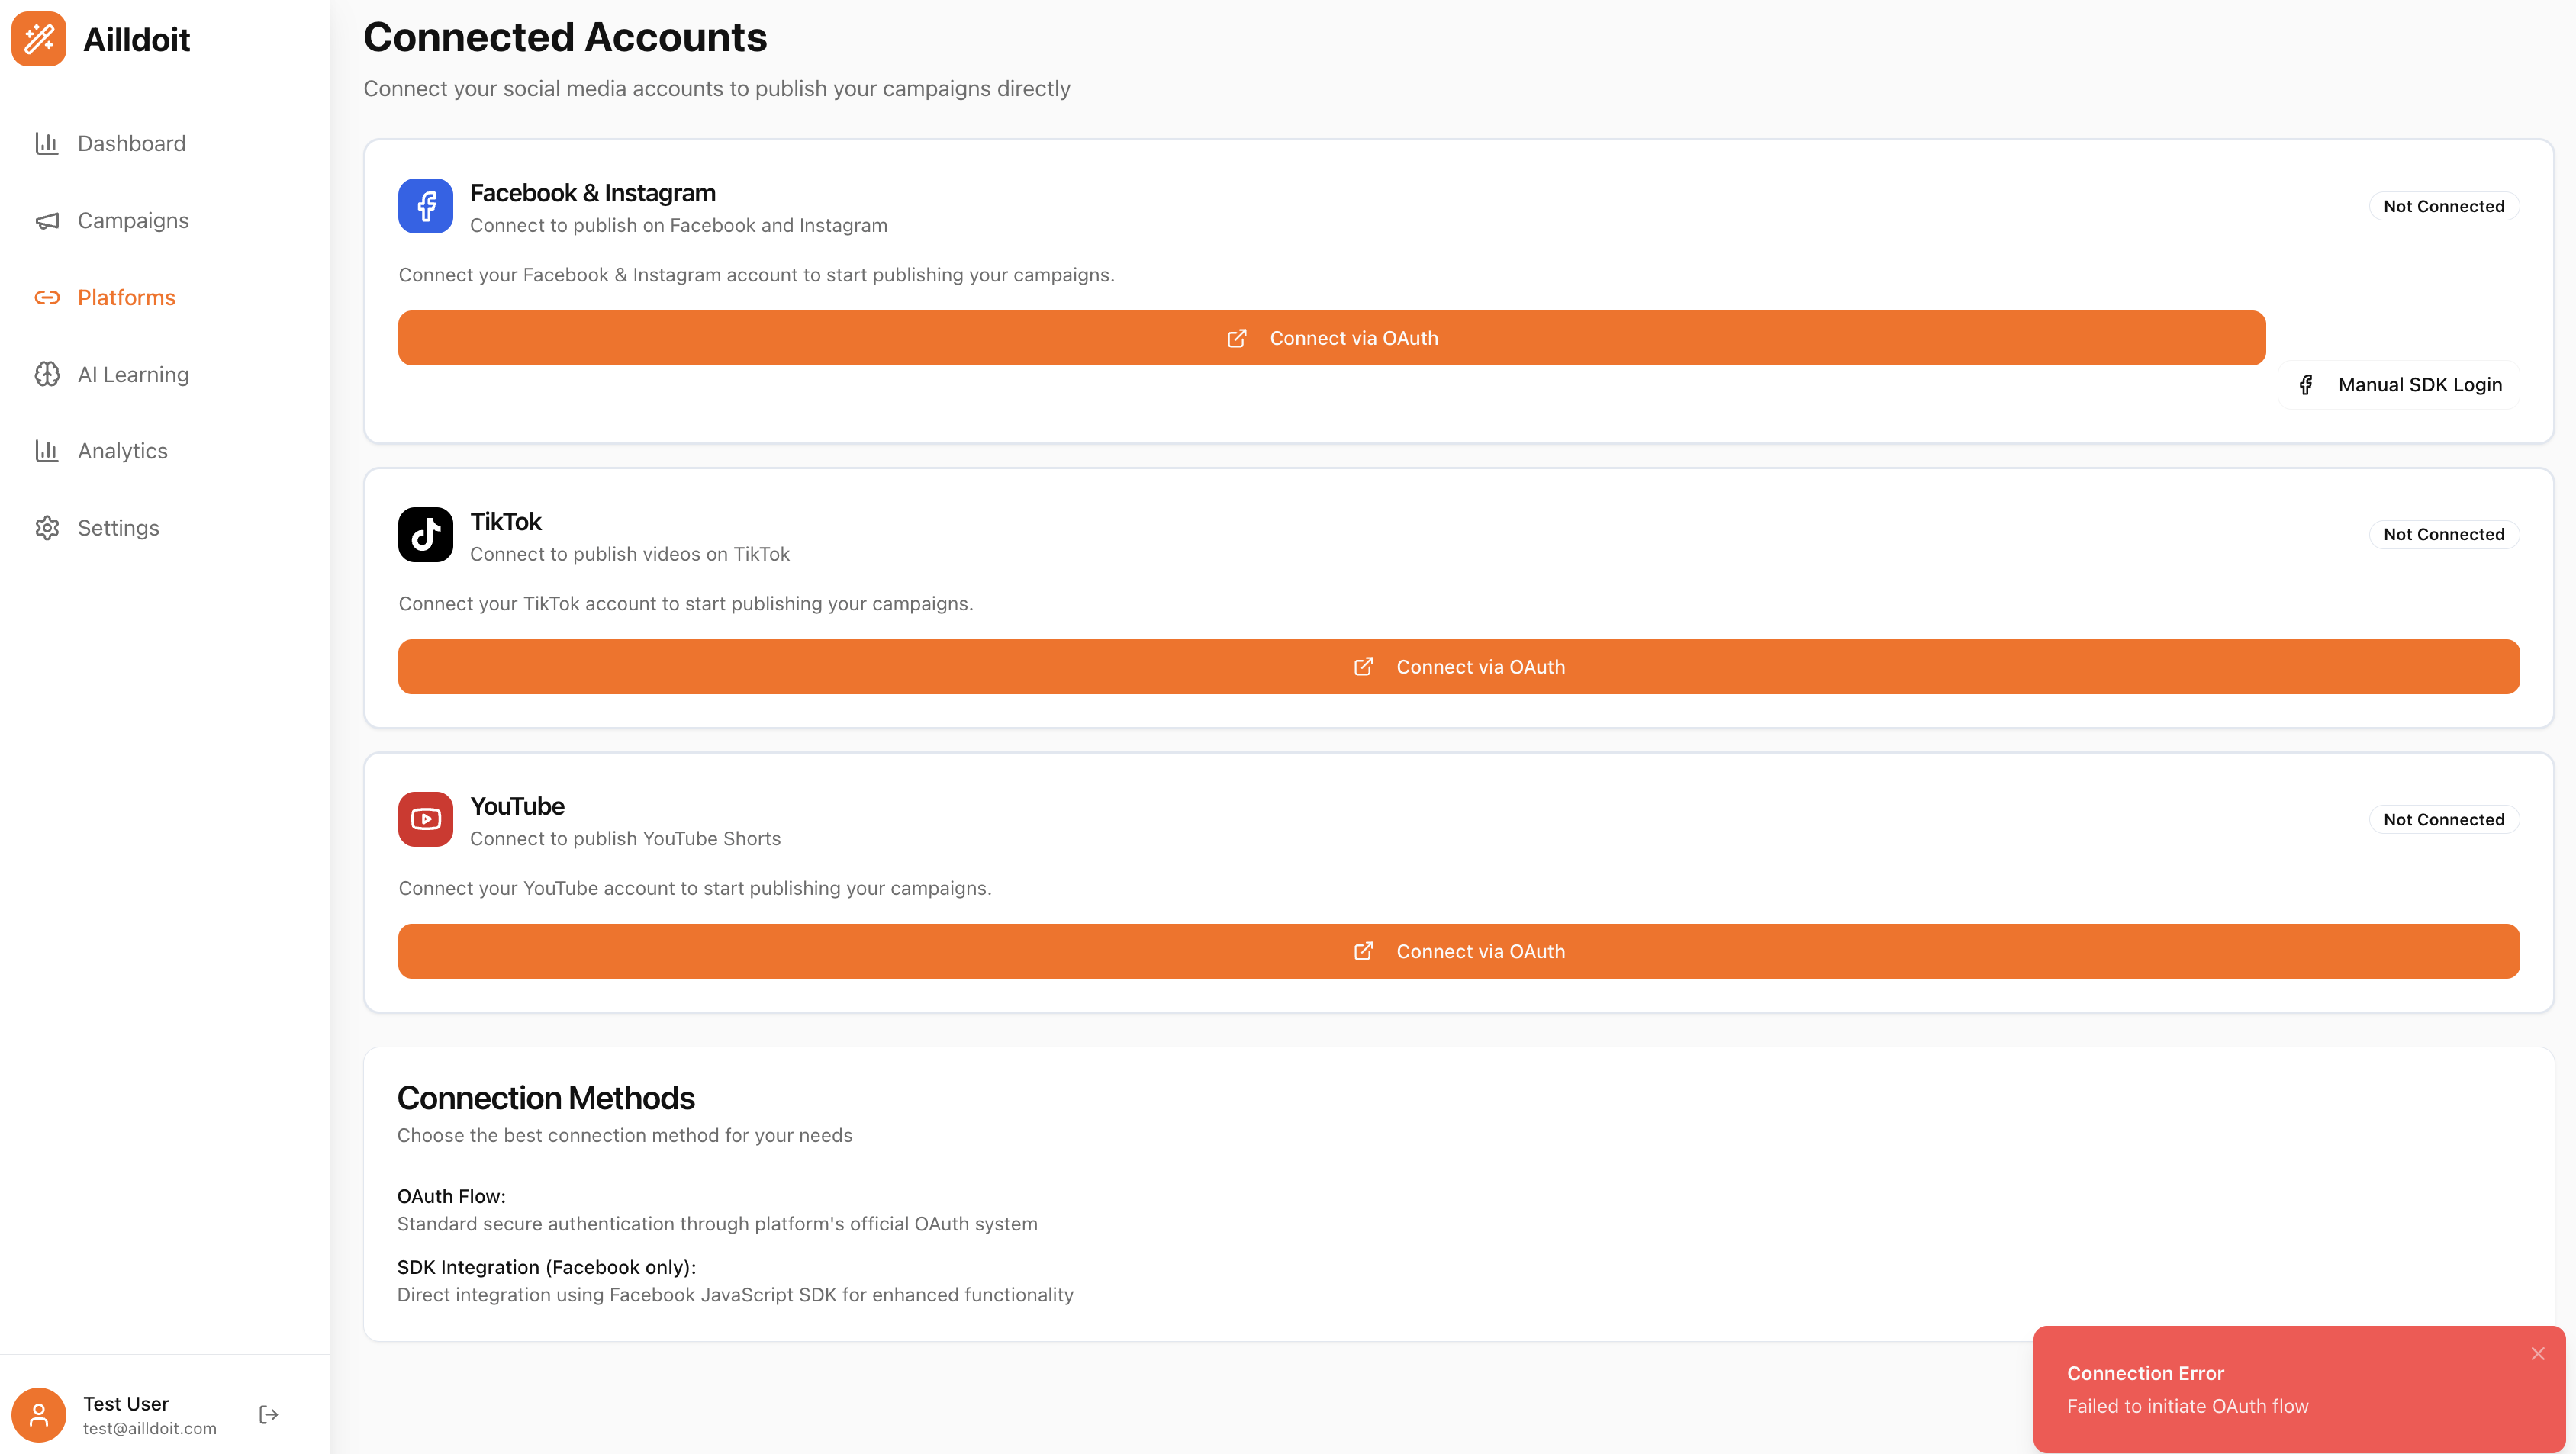 Ailldoit
Dashboard
Campaigns
Platforms
AI Learning
Analytics
Settings
Test User
test@ailldoit.com
Connected Accounts
Connect your social media accounts to publish your campaigns directly
Facebook & Instagram
Connect to publish on Facebook and Instagram
Not Connected
Connect your Facebook & Instagram account to start publishing your campaigns.
Connect via OAuth
Manual SDK Login
TikTok
Connect to publish videos on TikTok
Not Connected
Connect your TikTok account to start publishing your campaigns.
Connect via OAuth
YouTube
Connect to publish YouTube Shorts
Not Connected
Connect your YouTube account to start publishing your campaigns.
Connect via OAuth
Connection Methods
Choose the best connection method for your needs
OAuth Flow:
Standard secure authentication through platform's official OAuth system
SDK Integration (Facebook only):
Direct integration using Facebook JavaScript SDK for enhanced functionality
Connection Error
Failed to initiate OAuth flow